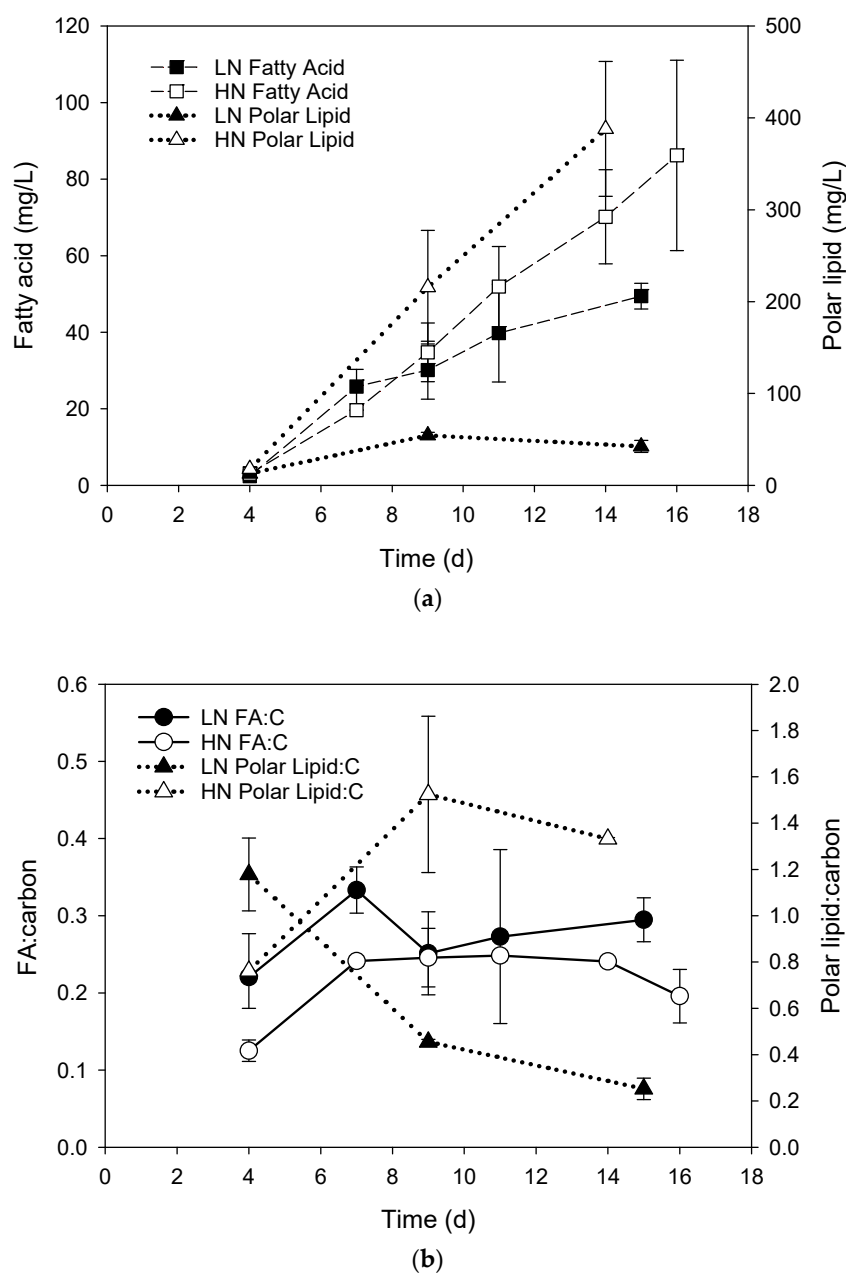 120
100
80
60
40
20
0
Fatty acid (mg/L)
LN Fatty Acid
HN Fatty Acid
LN Polar Lipid
HN Polar Lipid
500
400
300
200
100
0
Polar lipid (mg/L)
0 2 4 6 8 10 12 14 16 18
Time (d)
(a)
0.6
0.5
0.4
0.3
0.2
0.1
0.0
FA:carbon
LN FA:C
HN FA:C
LN Polar Lipid:C
HN Polar Lipid:C
2.0
1.8
1.6
1.4
1.2
1.0
0.8
0.6
0.4
0.2
0.0
Polar lipid:carbon
0 2 4 6 8 10 12 14 16 18
Time (d)
(b)